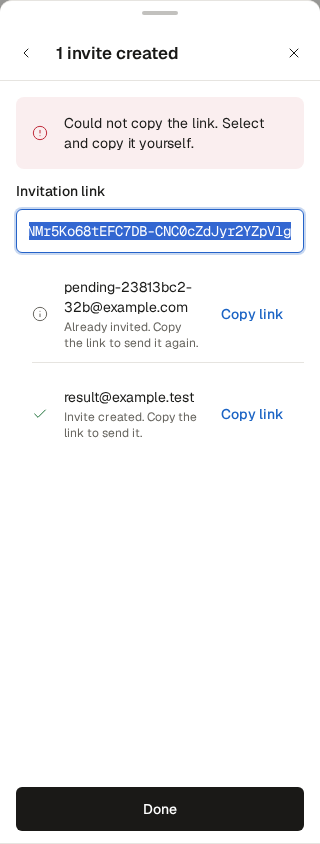 1 invite created
Could not copy the link. Select
and copy it yourself.
Invitation link
NMr5Ko68tEFC7DB-CNC0cZdJyr2YZpVlg
pending-23813bc2-
32b@example.com
Already invited. Copy
the link to send it again.
Copy link
result@example.test
Invite created. Copy the
link to send it.
Copy link
Done